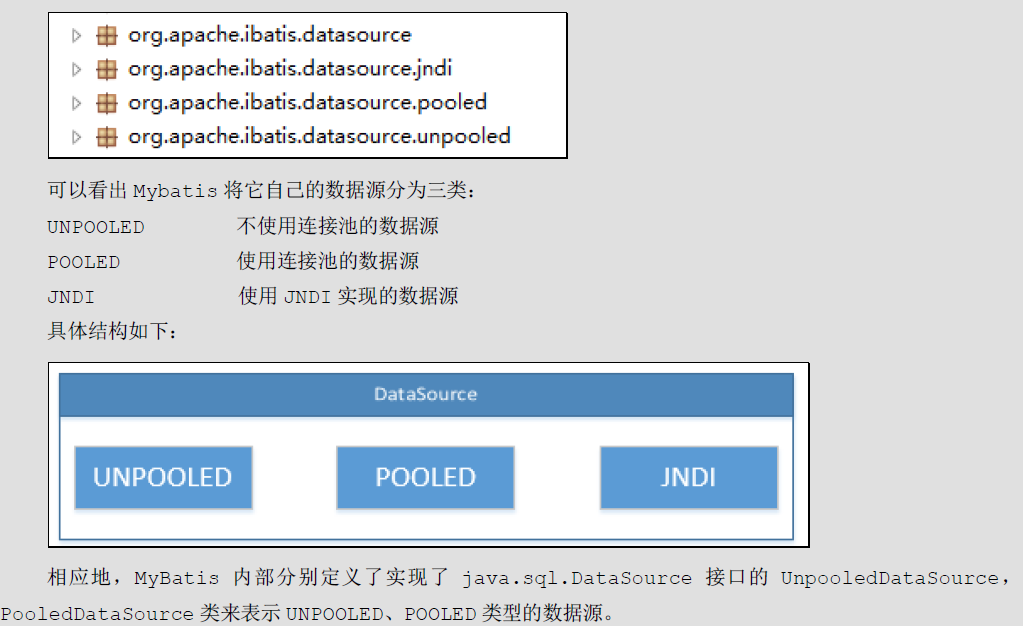 org.apache.ibatis.datasource
org.apache.ibatis.datasource.jndi
org.apache.ibatis.datasource.pooled
org.apache.ibatis.datasource.unpooled
可以看出 Mybatis 将它自己的数据源分为三类：
UNPOOLED 不使用连接池的数据源
POOLED 使用连接池的数据源
JNDI 使用 JNDI 实现的数据源
具体结构如下：
DataSource
UNPOOLED POOLED JNDI
相应地，MyBatis 内部分别定义了实现了 java.sql.DataSource 接口的 UnpooledDataSource，
PooledDataSource 类来表示 UNPOOLED、POOLED 类型的数据源。